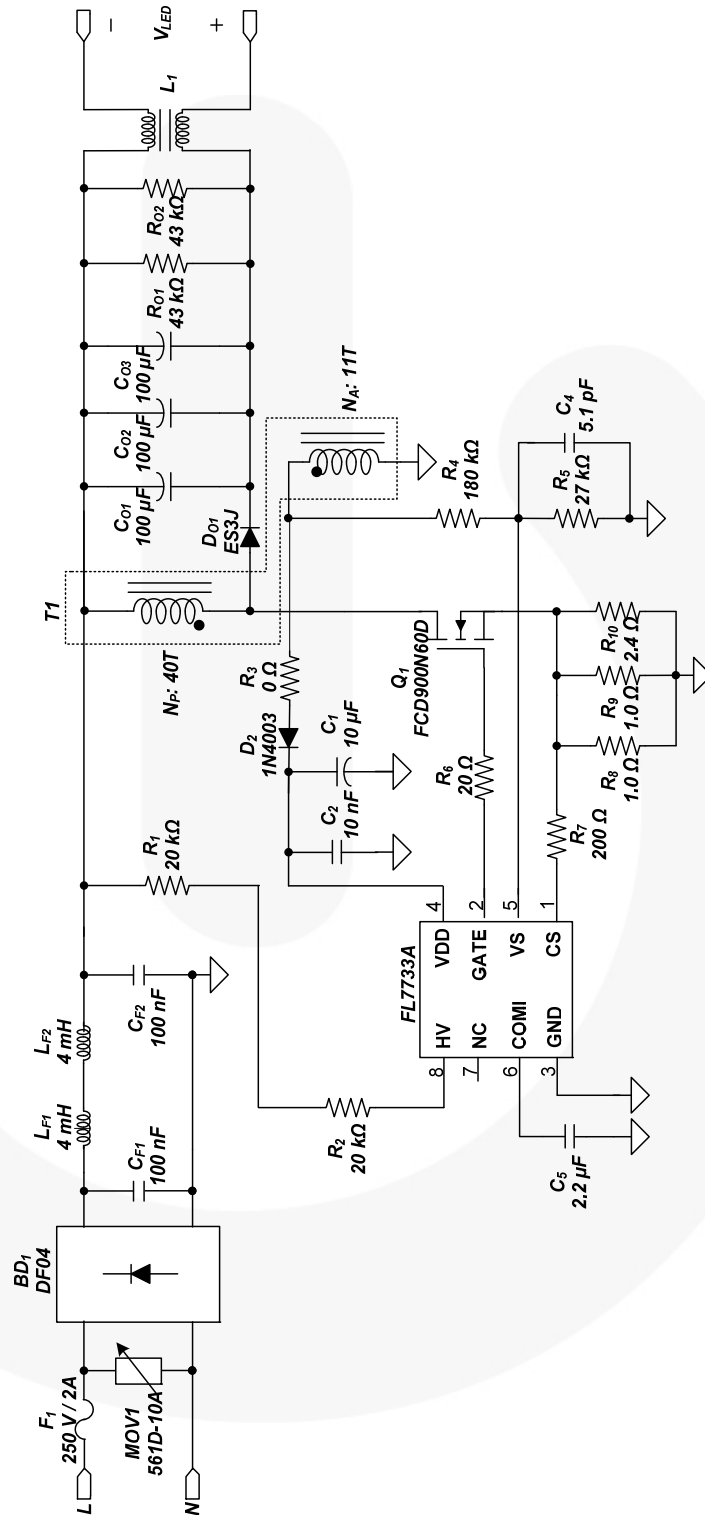 L
N
F1
250 V / 2A
MOV1
561D-10A
BD1
DF04
CF1
100 nF
LF1
4 mH
LF2
4 mH
CF2
100 nF
R1
20 kΩ
R2
20 kΩ
T1
NP: 40T
NA: 11T
CO1
100 µF
CO2
100 µF
CO3
100 µF
RO1
43 kΩ
RO2
43 kΩ
L1
−
VLED
+
DO1
ES3J
R3
0 Ω
D2
1N4003
C1
10 µF
C2
10 nF
R4
180 kΩ
R5
27 kΩ
C4
5.1 pF
Q1
FCD900N60D
R6
20 Ω
R7
200 Ω
R8
1.0 Ω
R9
1.0 Ω
R10
2.4 Ω
FL7733A
8
HV
VDD
4
7
NC
GATE
2
6
COMI
VS
5
3
GND
CS
1
C5
2.2 µF